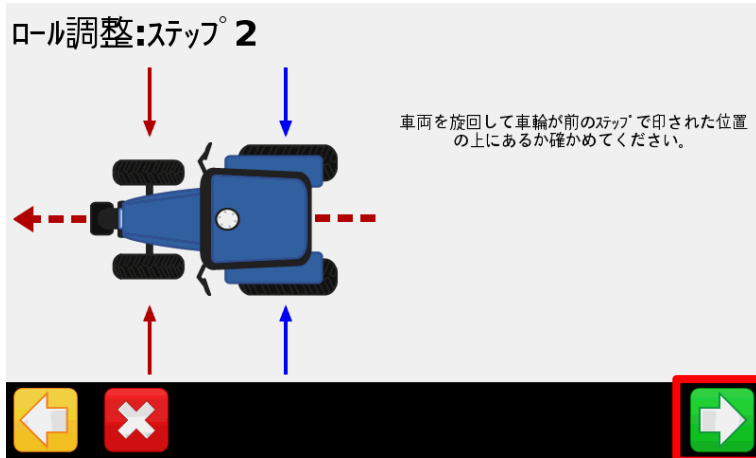 ロール調整:ステップ 2
車両を旋回して車輪が前のステップで印された位置
の上にあるか確かめてください。